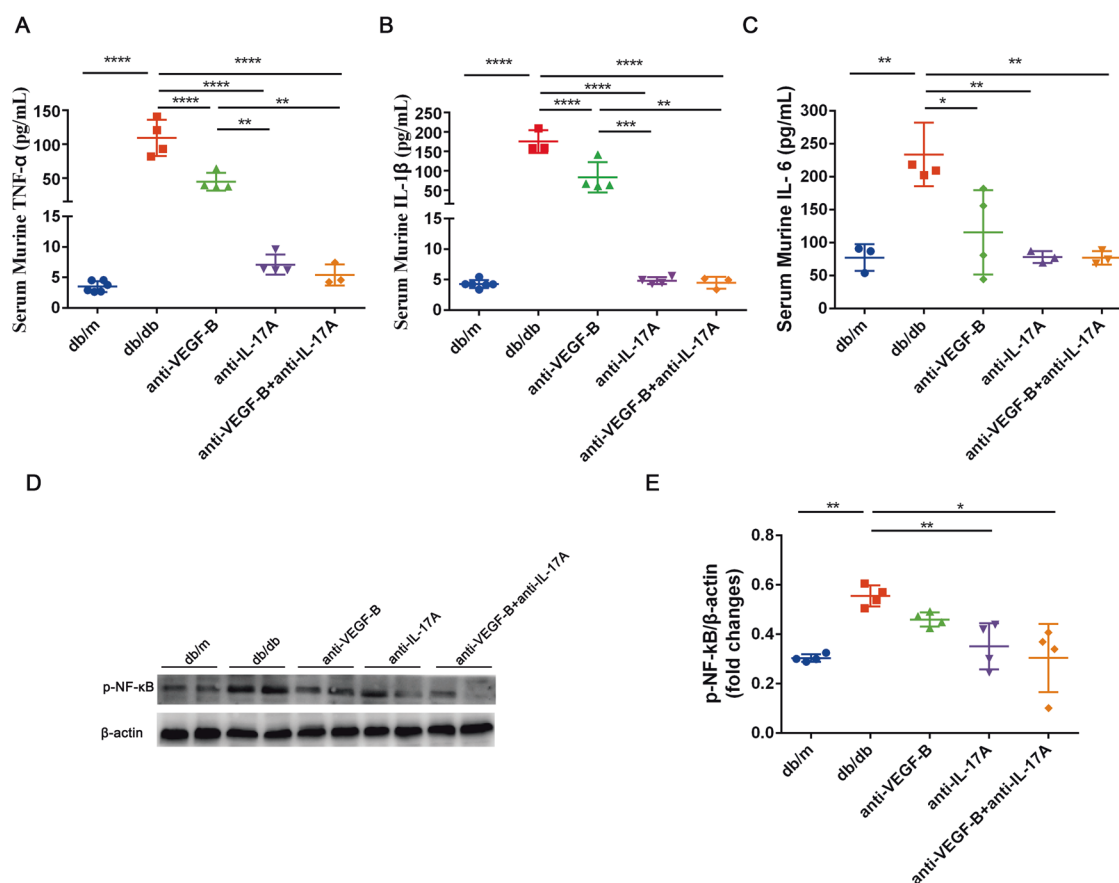 A
****
****
****
****
**
**
Serum Murine TNF-α (pg/mL)
150
100
50
15
10
5
0
db/m
db/db
anti-VEGF-B
anti-IL-17A
anti-VEGF-B+anti-IL-17A
B
****
****
****
****
**
***
Serum Murine IL-1β (pg/mL)
250
200
150
100
50
15
10
5
0
db/m
db/db
anti-VEGF-B
anti-IL-17A
anti-VEGF-B+anti-IL-17A
C
**
**
**
*
Serum Murine IL- 6 (pg/mL)
300
250
200
150
100
50
0
db/m
db/db
anti-VEGF-B
anti-IL-17A
anti-VEGF-B+anti-IL-17A
D
db/m
db/db
anti-VEGF-B
anti-IL-17A
anti-VEGF-B+anti-IL-17A
p-NF-κB
β-actin
E
**
*
**
p-NF-kB/β-actin
(fold changes)
0.8
0.6
0.4
0.2
0.0
db/m
db/db
anti-VEGF-B
anti-IL-17A
anti-VEGF-B+anti-IL-17A